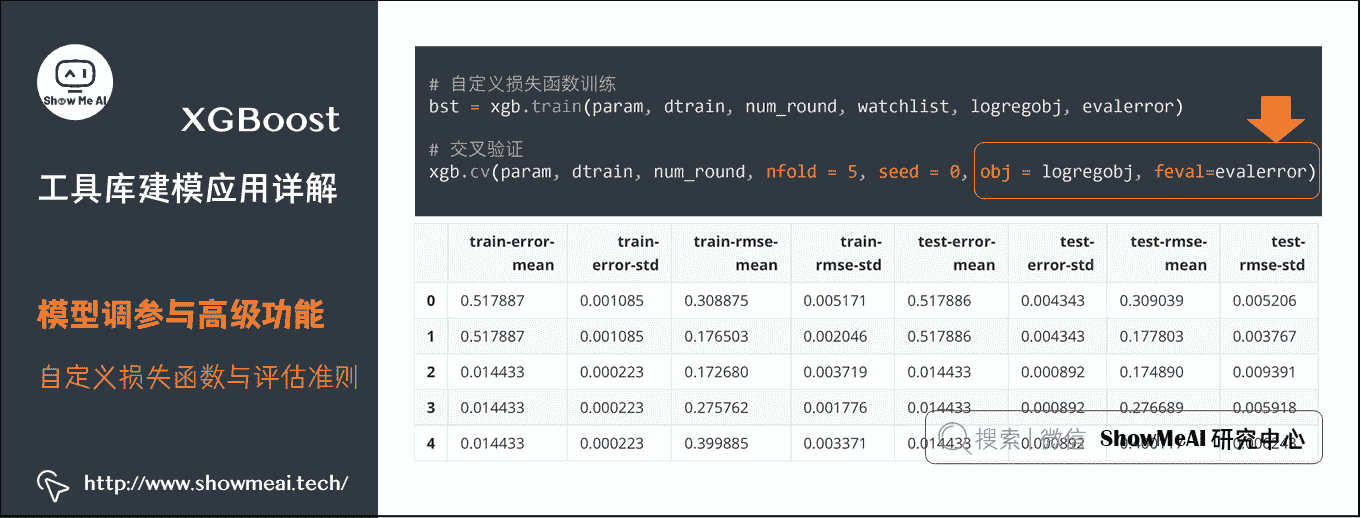 Show Me AI
XGBoost
工具库建模应用详解
模型调参与高级功能
自定义损失函数与评估准则
http://www.showmeai.tech/
# 自定义损失函数训练
bst = xgb.train(param, dtrain, num_round, watchlist, logregobj, evalerror)
# 交叉验证
xgb.cv(param, dtrain, num_round, nfold = 5, seed = 0, obj = logregobj, feval=evalerror)
train-error-mean train-error-std train-rmse-mean train-rmse-std test-error-mean test-error-std test-rmse-mean test-rmse-std
0 0.517887 0.001085 0.308875 0.005171 0.517886 0.004343 0.309039 0.005206
1 0.517887 0.001085 0.176503 0.002046 0.517886 0.004343 0.177803 0.003767
2 0.014433 0.000223 0.172680 0.003719 0.014433 0.000892 0.174890 0.009391
3 0.014433 0.000223 0.275762 0.001776 0.014433 0.000892 0.276689 0.005918
4 0.014433 0.000223 0.399885 0.003371 0.014433 0.000892
搜索 | 微信 ShowMeAI 研究中心